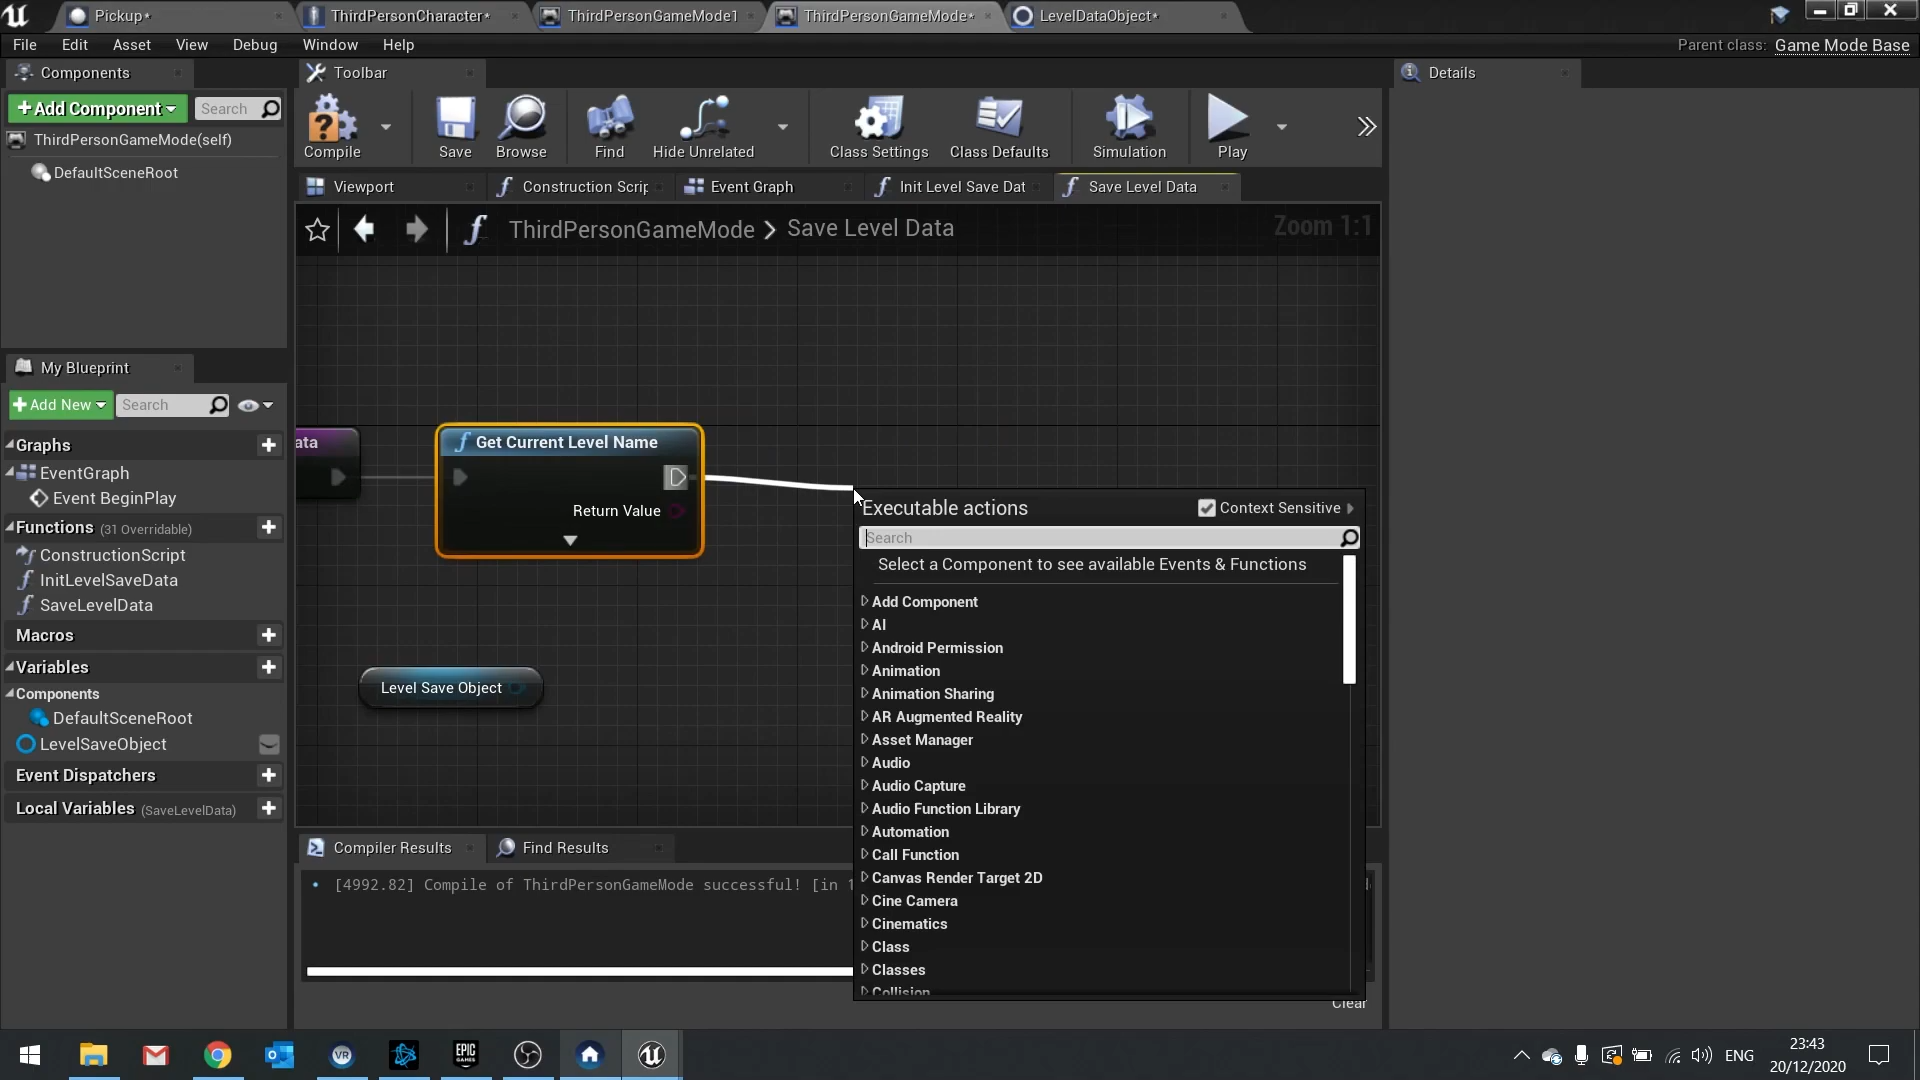 Pickup*
ThirdPersonCharacter*
ThirdPersonGameMode1
ThirdPersonGameMode*
LevelDataObject*
File Edit Asset View Debug Window Help
Parent class: Game Mode Base
Components
Toolbar
Details
+Add Component
Search
ThirdPersonGameMode(self)
DefaultSceneRoot
Compile
Save
Browse
Find
Hide Unrelated
Class Settings
Class Defaults
Simulation
Play
Viewport
Construction Scrip
Event Graph
Init Level Save Dat
Save Level Data
ThirdPersonGameMode > Save Level Data
Zoom 1:1
My Blueprint
+Add New
Search
Graphs
EventGraph
Event BeginPlay
Functions (31 Overridable)
ConstructionScript
InitLevelSaveData
SaveLevelData
Macros
Variables
Components
DefaultSceneRoot
LevelSaveObject
Event Dispatchers
Local Variables (SaveLevelData)
ata
Get Current Level Name
Return Value
Level Save Object
Executable actions
Context Sensitive
Search
Select a Component to see available Events & Functions
Add Component
AI
Android Permission
Animation
Animation Sharing
AR Augmented Reality
Asset Manager
Audio
Audio Capture
Audio Function Library
Automation
Call Function
Canvas Render Target 2D
Cine Camera
Cinematics
Class
Classes
Collision
Compiler Results
Find Results
[4992.82] Compile of ThirdPersonGameMode successful! [in 1
Clear
VR
EPIC
GAMES
ENG
23:43
20/12/2020